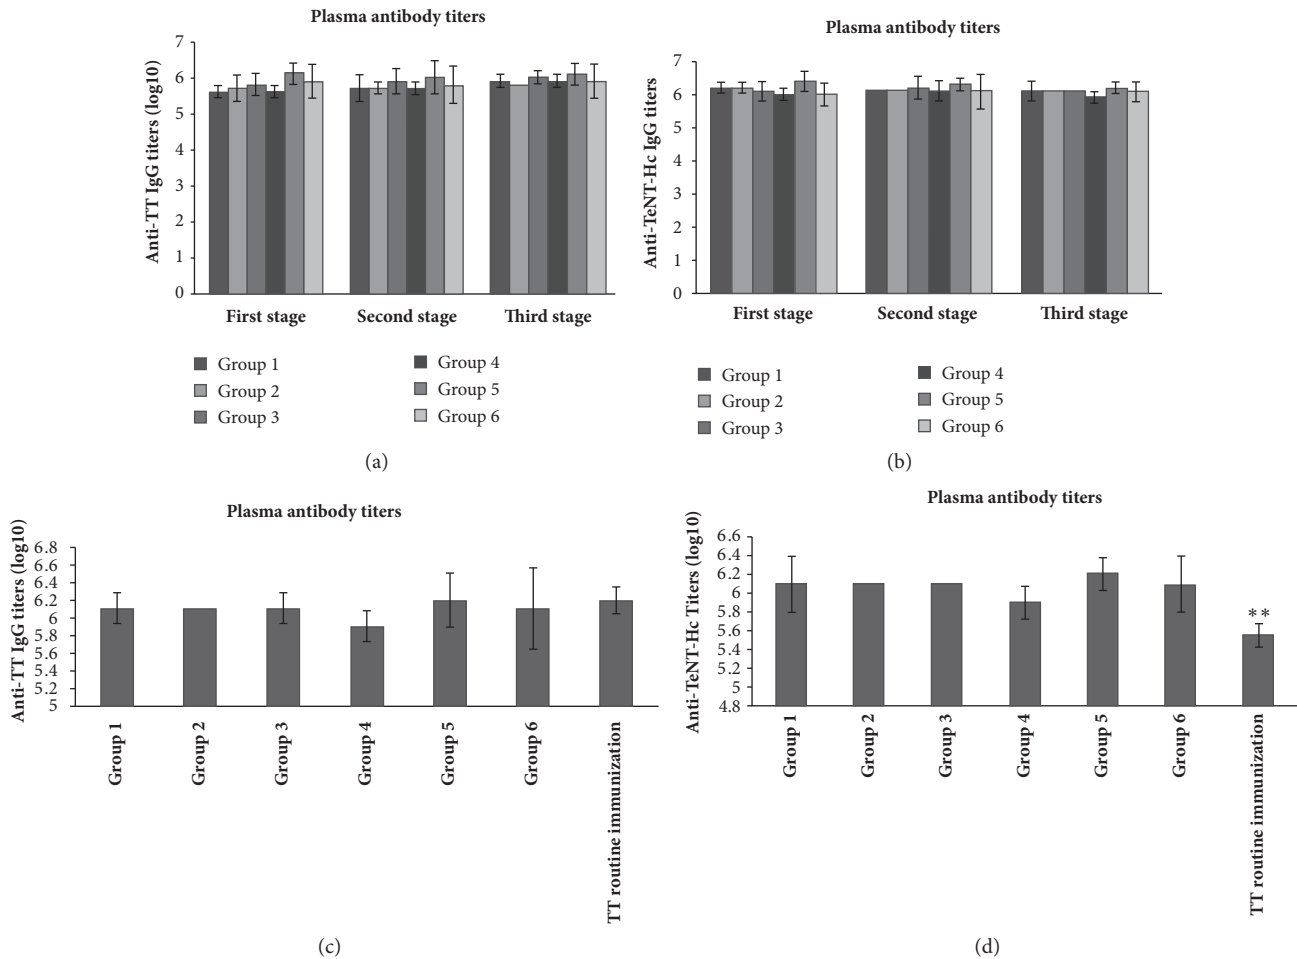 Plasma antibody titers
Anti-TT IgG titers (log10)
7
6
5
4
3
2
1
0
First stage Second stage Third stage
Group 1 Group 4
Group 2 Group 5
Group 3 Group 6
(a)
Plasma antibody titers
Anti-TeNT-Hc IgG titers
7
6
5
4
3
2
1
0
First stage Second stage Third stage
Group 1 Group 4
Group 2 Group 5
Group 3 Group 6
(b)
Plasma antibody titers
Anti-TT IgG titers (log10)
6.8
6.6
6.4
6.2
6
5.8
5.6
5.4
5.2
5
Group 1
Group 2
Group 3
Group 4
Group 5
Group 6
TT routine immunization
(c)
Plasma antibody titers
Anti-TeNT-Hc Titers (log10)
6.6
6.4
6.2
6
5.8
5.6
5.4
5.2
5
4.8
**
Group 1
Group 2
Group 3
Group 4
Group 5
Group 6
TT routine immunization
(d)